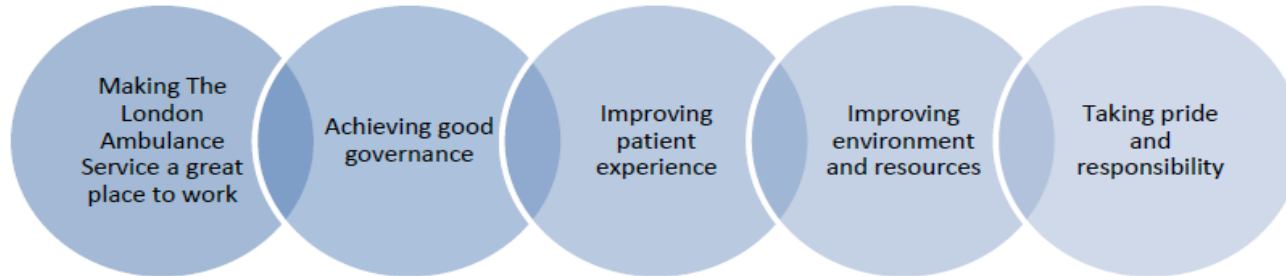 Making The
London
Ambulance
Service a great
place to work
Achieving good
governance
Improving
patient
experience
Improving
environment
and resources
Taking pride
and
responsibility